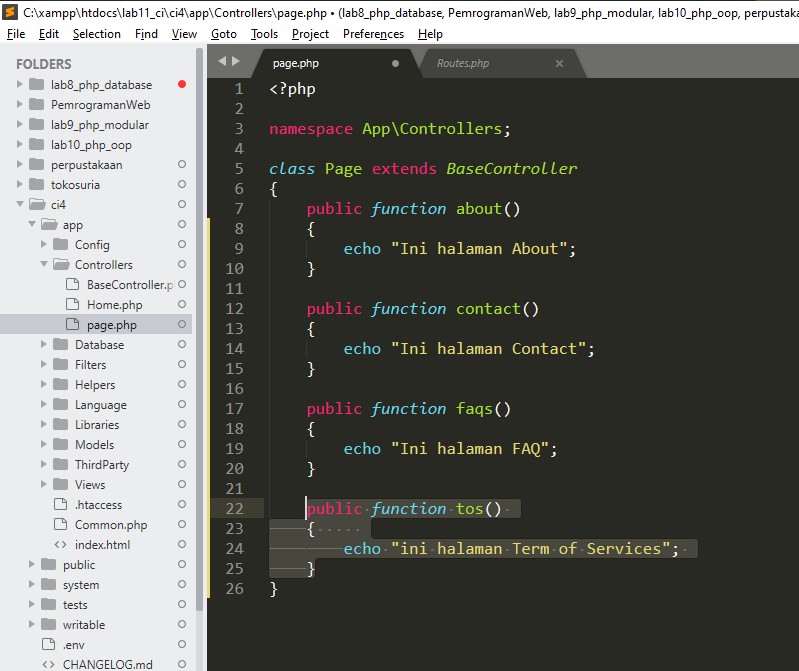 C:\xampp\htdocs\lab11_ci\ci4\app\Controllers\page.php • (lab8_php_database, PemrogramanWeb, lab9_php_modular, lab10_php_oop, perpustaka
File Edit Selection Find View Goto Tools Project Preferences Help
FOLDERS
lab8_php_database
PemrogramanWeb
lab9_php_modular
lab10_php_oop
perpustakaan
tokosuria
ci4
app
Config
Controllers
BaseController.p
Home.php
page.php
Database
Filters
Helpers
Language
Libraries
Models
ThirdParty
Views
.htaccess
Common.php
index.html
public
system
tests
writable
.env
CHANGELOG.md
page.php
Routes.php
1 <?php
2
3 namespace App\Controllers;
4
5 class Page extends BaseController
6 {
7 public function about()
8 {
9 echo "Ini halaman About";
10 }
11
12 public function contact()
13 {
14 echo "Ini halaman Contact";
15 }
16
17 public function faqs()
18 {
19 echo "Ini halaman FAQ";
20 }
21
22 public function tos()
23 {
24 echo "ini halaman Term of Services";
25 }
26 }